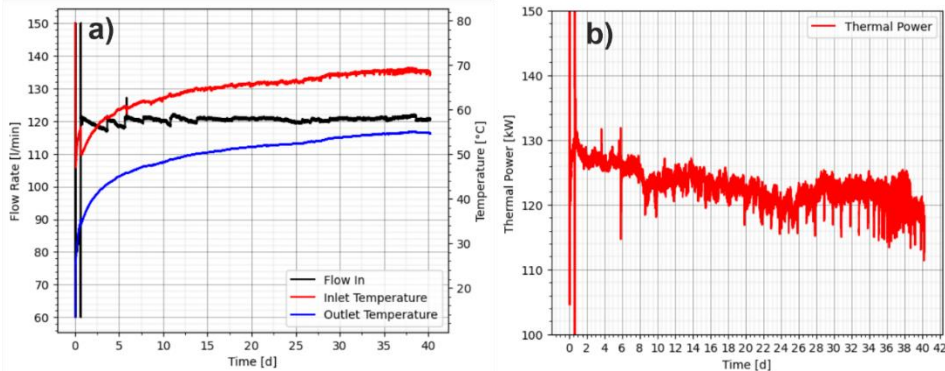 a)
150
140
130
120
110
100
90
80
70
60
Flow Rate [l/min]
80
70
60
50
40
30
20
Temperature [°C]
Flow In
Inlet Temperature
Outlet Temperature
0 5 10 15 20 25 30 35 40
Time [d]
b)
Thermal Power
150
140
130
120
110
100
Thermal Power [kW]
0 2 4 6 8 10 12 14 16 18 20 22 24 26 28 30 32 34 36 38 40 42
Time [d]